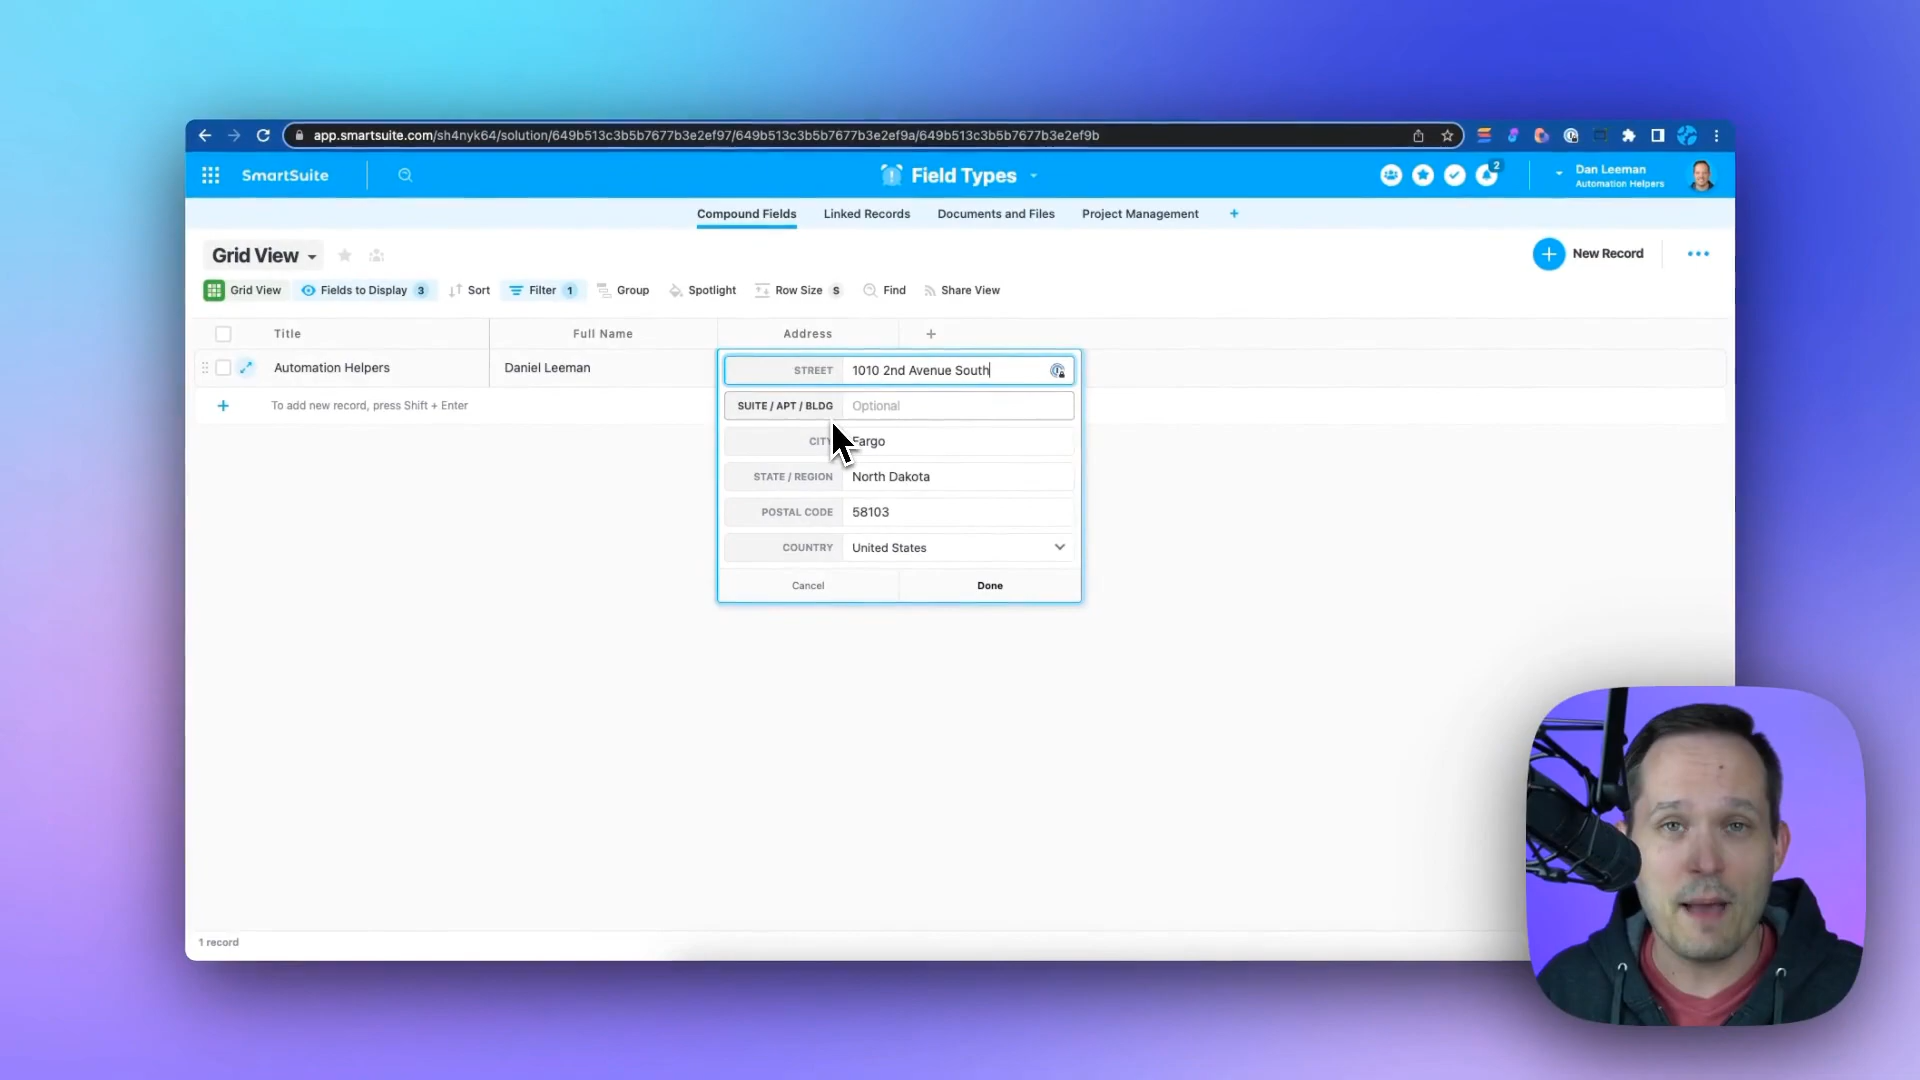 app.smartsuite.com/sh4nyk64/solution/649b513c3b5b7677b3e2ef97/649b513c3b5b7677b3e2ef9a/649b513c3b5b7677b3e2ef9b
SmartSuite
Field Types
2
Dan Leeman
Automation Helpers
Compound Fields
Linked Records
Documents and Files
Project Management
Grid View
New Record
Grid View
Fields to Display 3
Sort
Filter 1
Group
Spotlight
Row Size S
Find
Share View
Title
Full Name
Address
Automation Helpers
Daniel Leeman
STREET 1010 2nd Avenue South
To add new record, press Shift + Enter
SUITE / APT / BLDG Optional
CITY Fargo
STATE / REGION North Dakota
POSTAL CODE 58103
COUNTRY United States
Cancel
Done
1 record